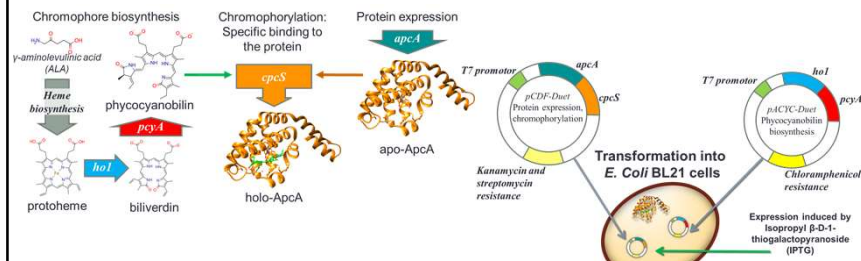 Chromophore biosynthesis
γ-aminolevulinic acid
(ALA)
Heme
biosynthesis
protoheme
ho1
biliverdin
pcyA
phycocyanobilin
Chromophorylation:
Specific binding to
the protein
cpcS
holo-ApcA
Protein expression
apcA
apo-ApcA
T7 promotor
apcA
cpcS
pCDF-Duet
Protein expression,
chromophorylation
Kanamycin and
streptomycin
resistance
T7 promotor
ho1
pcyA
pACYC-Duet
Phycocyanobilin
biosynthesis
Chloramphenicol
resistance
Transformation into
E. Coli BL21 cells
Expression induced by
Isopropyl β-D-1-
thiogalactopyranoside
(IPTG)